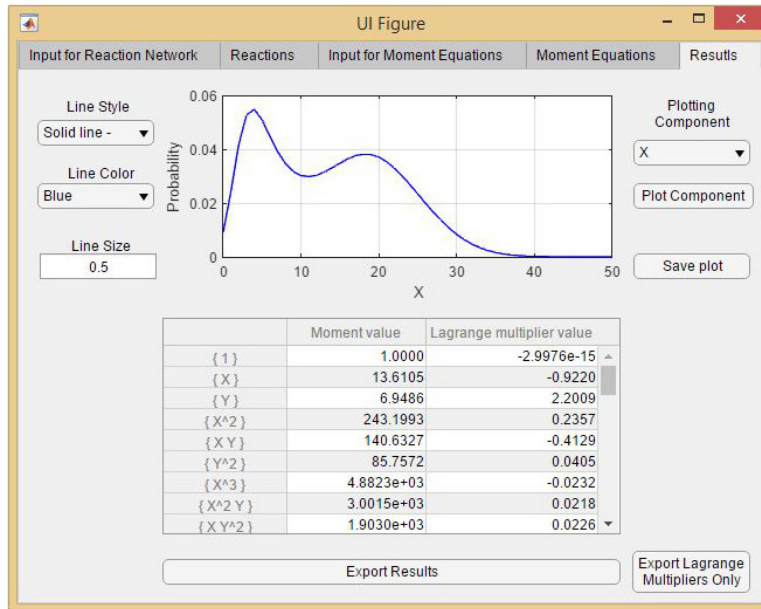 UI Figure
Input for Reaction Network
Reactions
Input for Moment Equations
Moment Equations
Resutls
Line Style
Solid line -
Line Color
Blue
Line Size
0.5
0.06
0.04
0.02
0
Probability
0 10 20 30 40 50
X
Plotting
Component
X
Plot Component
Save plot
Moment value Lagrange multiplier value
{ 1 } 1.0000 -2.9976e-15
{ X } 13.6105 -0.9220
{ Y } 6.9486 2.2009
{ X^2 } 243.1993 0.2357
{ X Y } 140.6327 -0.4129
{ Y^2 } 85.7572 0.0405
{ X^3 } 4.8823e+03 -0.0232
{ X^2 Y } 3.0015e+03 0.0218
{ X Y^2 } 1.9030e+03 0.0226
Export Results
Export Lagrange
Multipliers Only